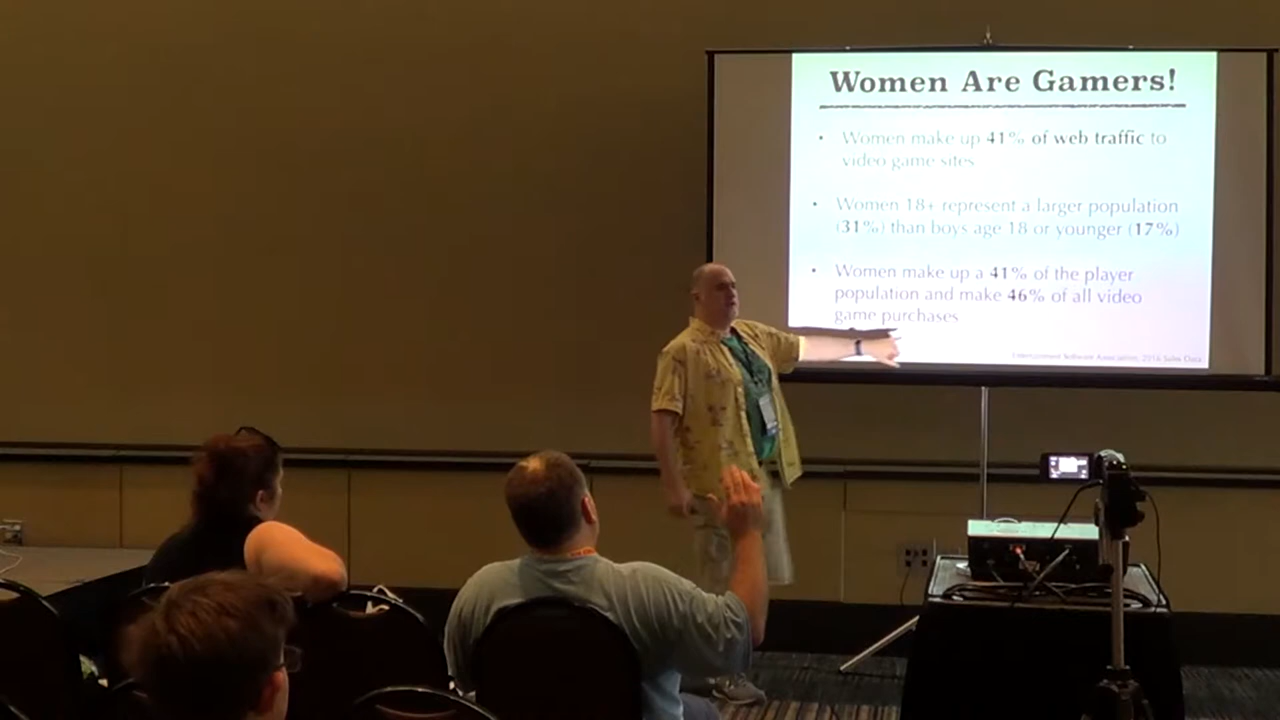 Women Are Gamers!
• Women make up 41% of web traffic to
video game sites
• Women 18+ represent a larger population
(31%) than boys age 18 or younger (17%)
• Women make up a 41% of the player
population and make 46% of all video
game purchases
Entertainment Software Association, 2016 Sales Data